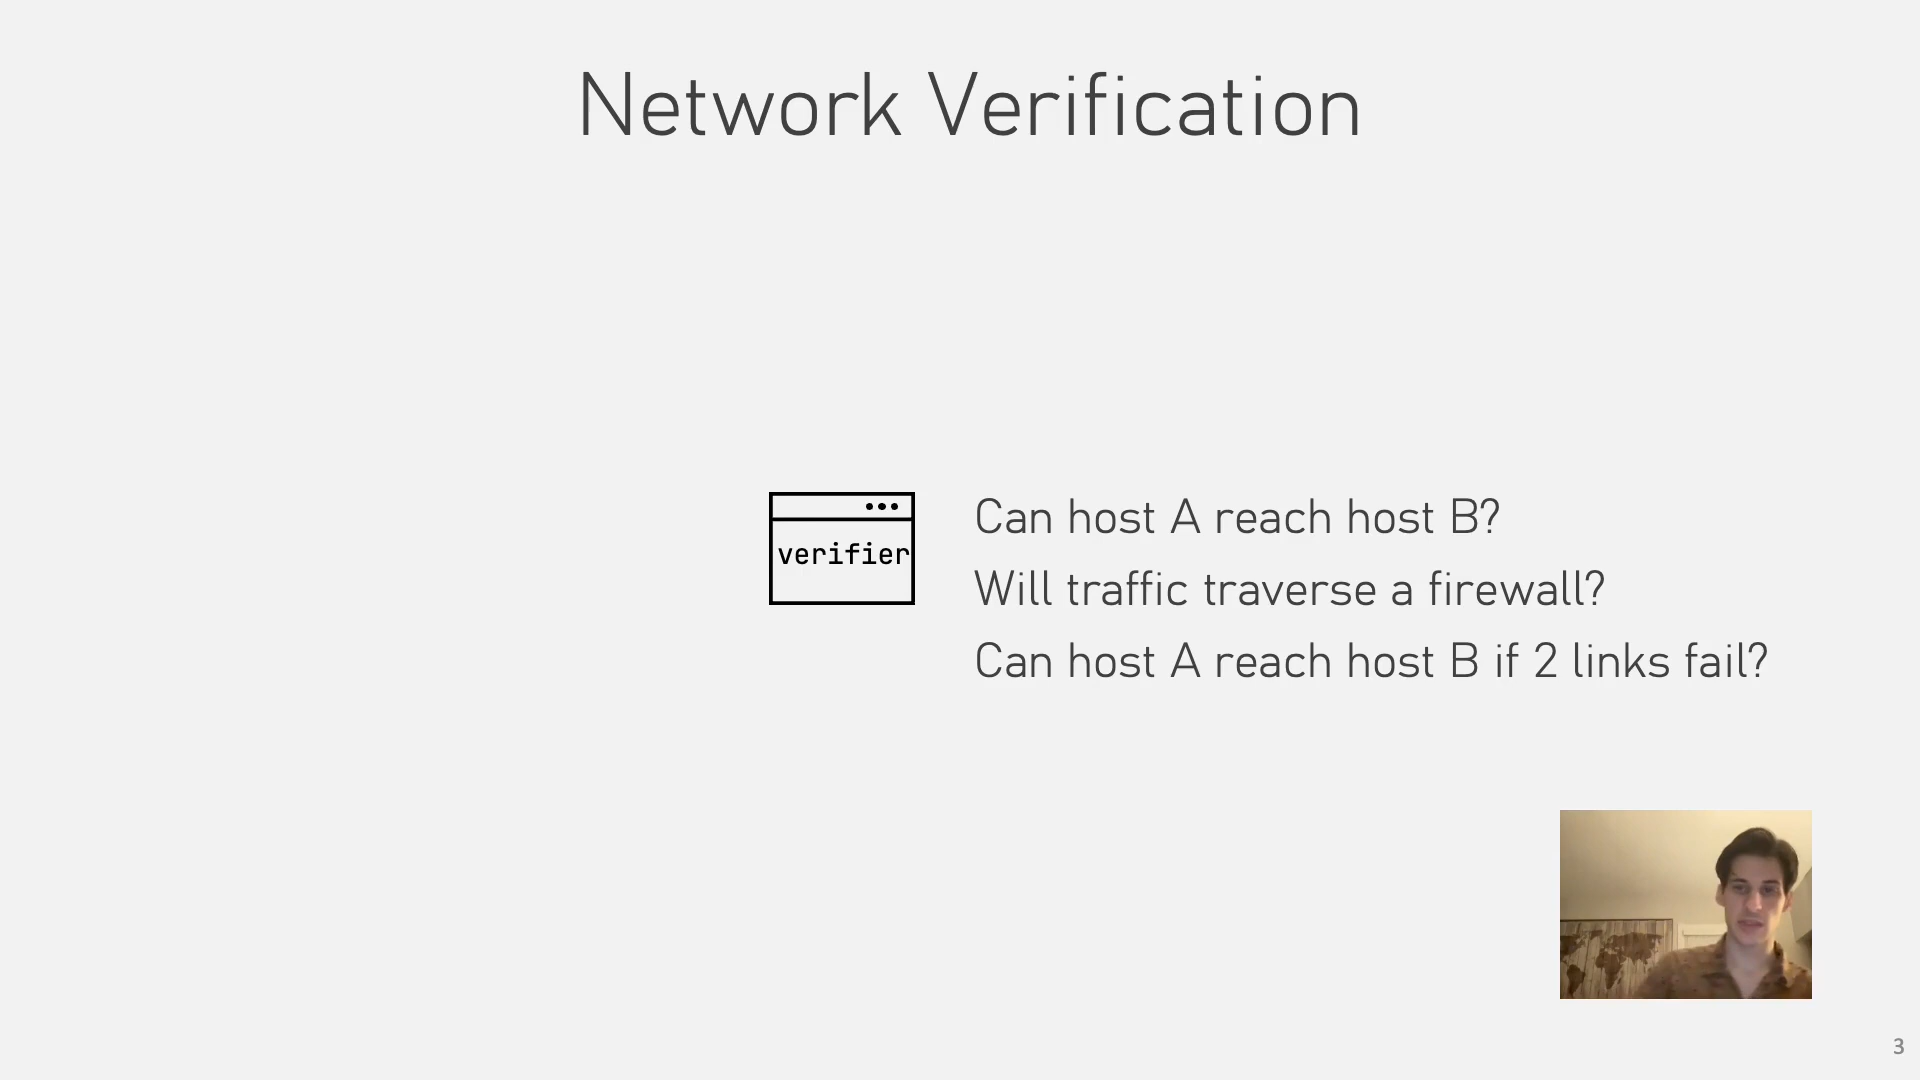 Network Verification
verifier
Can host A reach host B?
Will traffic traverse a firewall?
Can host A reach host B if 2 links fail?
3